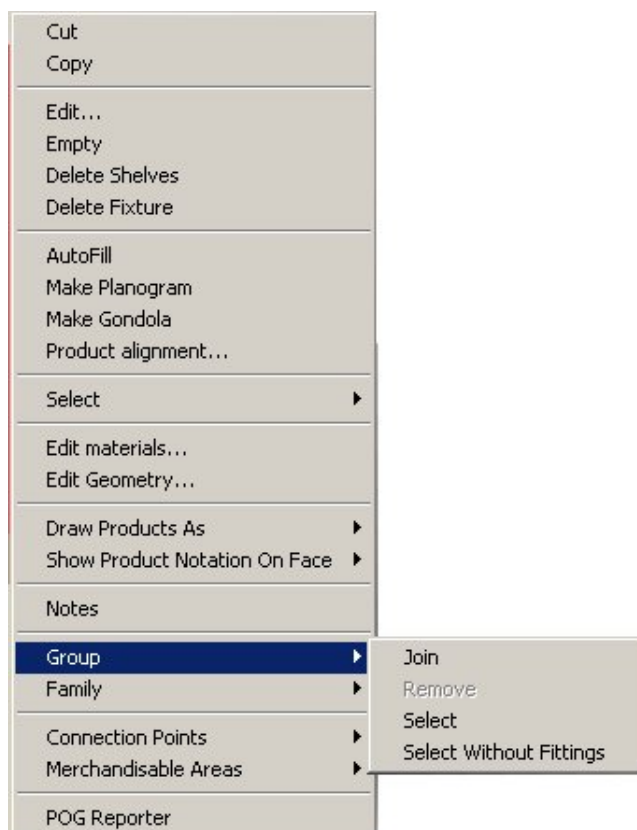 Cut
Copy
Edit...
Empty
Delete Shelves
Delete Fixture
AutoFill
Make Planogram
Make Gondola
Product alignment...
Select
Edit materials...
Edit Geometry...
Draw Products As
Show Product Notation On Face
Notes
Group
Family
Connection Points
Merchandisable Areas
POG Reporter
Join
Remove
Select
Select Without Fittings